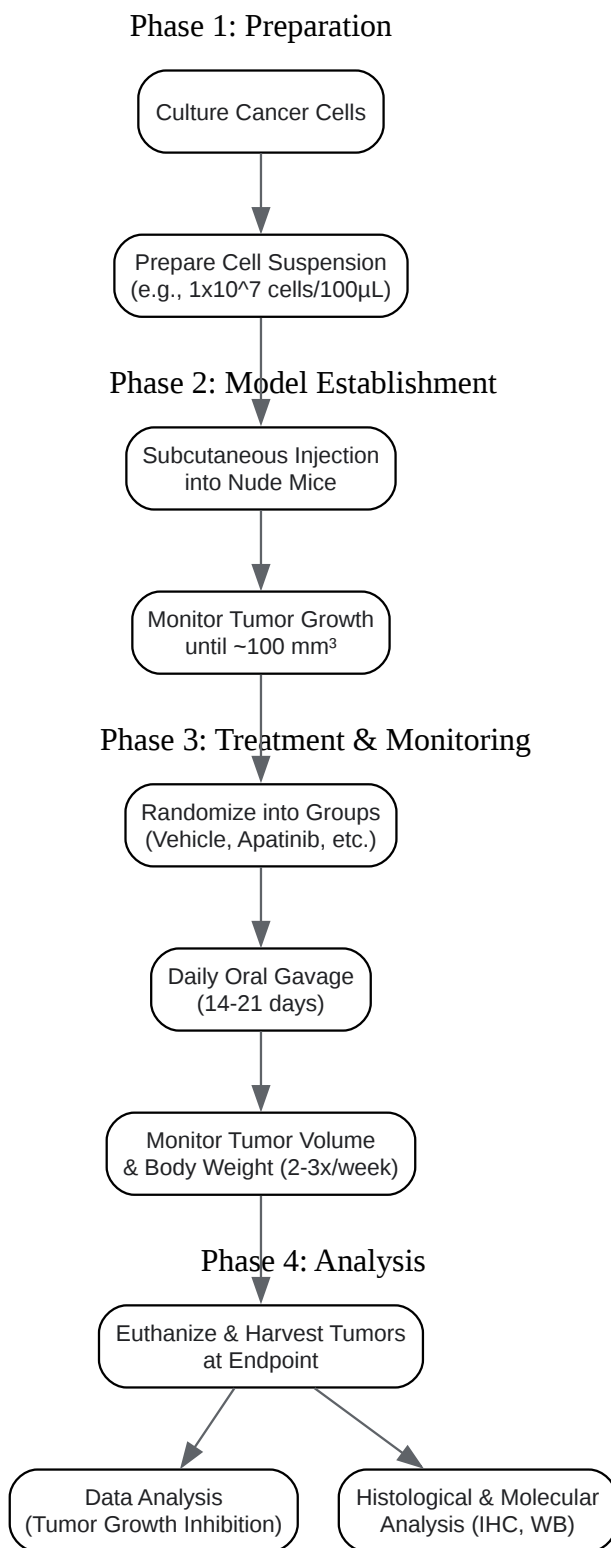 Phase 1: Preparation
Culture Cancer Cells
Prepare Cell Suspension
(e.g., 1x10^7 cells/100µL)
Phase 2: Model Establishment
Subcutaneous Injection
into Nude Mice
Monitor Tumor Growth
until ~100 mm³
Phase 3: Treatment & Monitoring
Randomize into Groups
(Vehicle, Apatinib, etc.)
Daily Oral Gavage
(14-21 days)
Monitor Tumor Volume
& Body Weight (2-3x/week)
Phase 4: Analysis
Euthanize & Harvest Tumors
at Endpoint
Data Analysis
(Tumor Growth Inhibition)
Histological & Molecular
Analysis (IHC, WB)